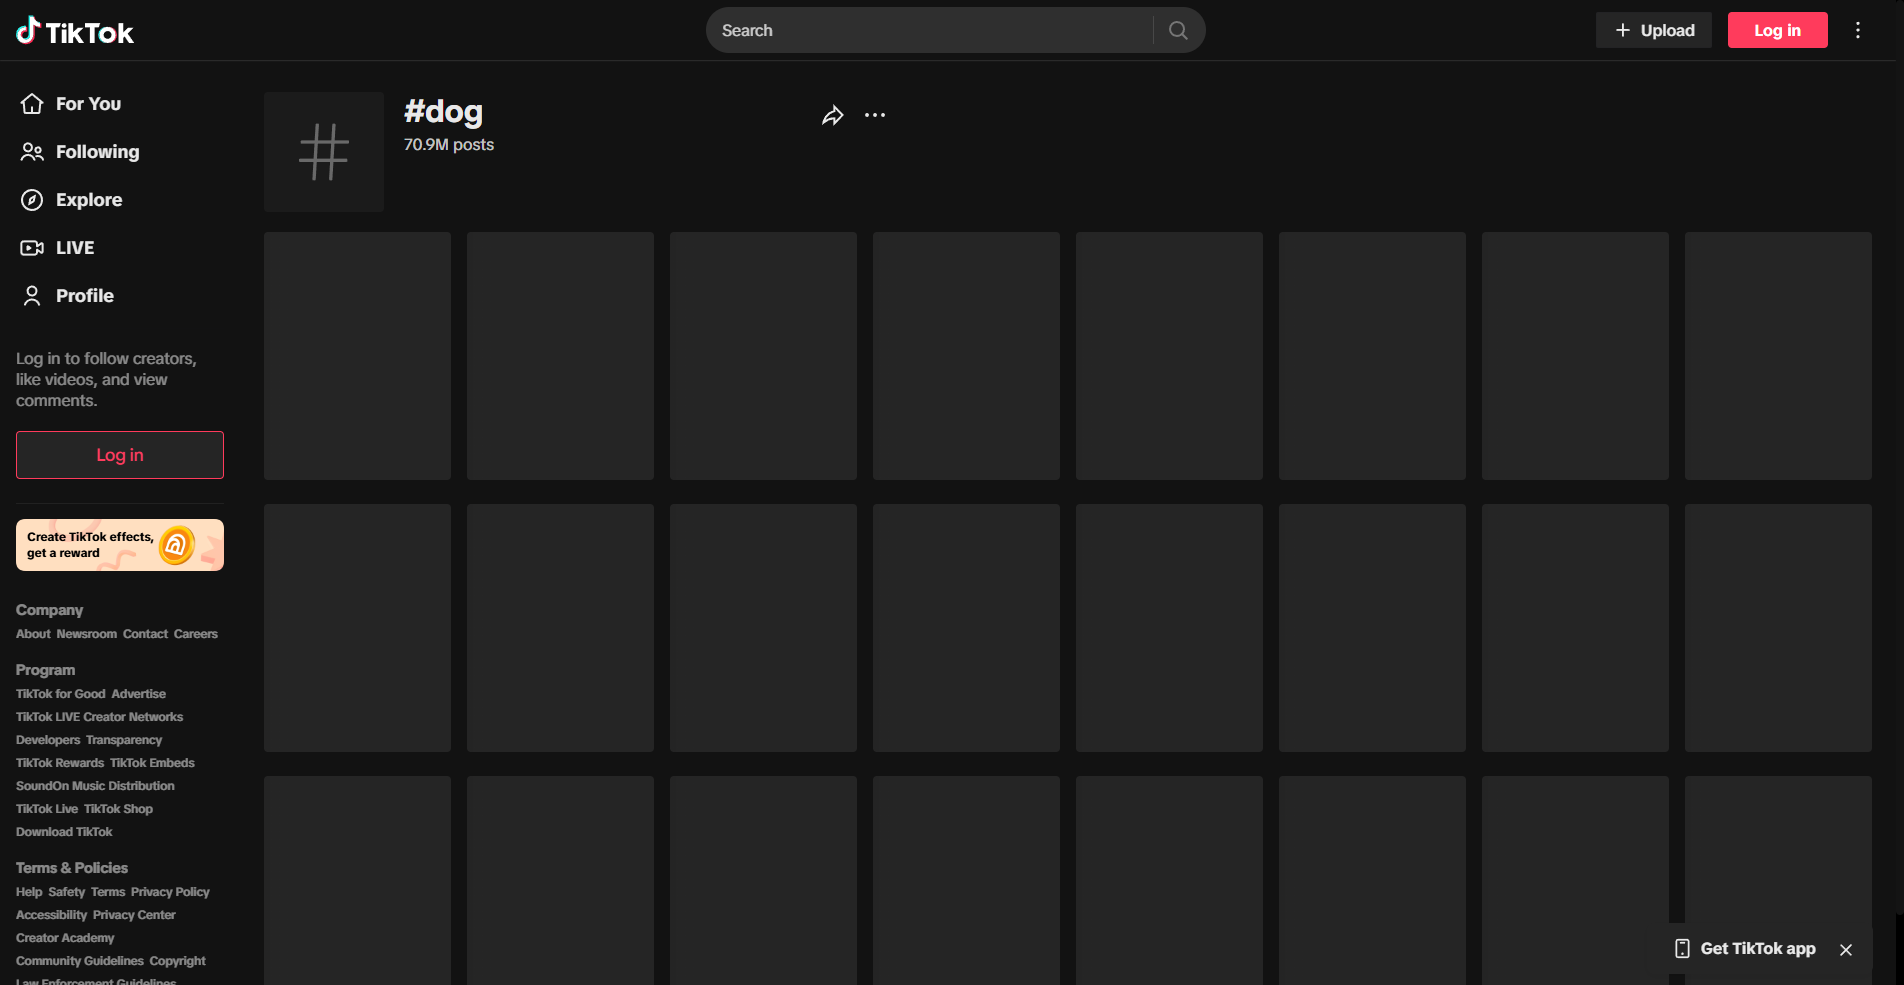 TikTok
Search
Upload
Log in
For You
Following
Explore
LIVE
Profile
Log in to follow creators,
like videos, and view
comments.
Log in
Create TikTok effects,
get a reward
Company
About Newsroom Contact Careers
Program
TikTok for Good Advertise
TikTok LIVE Creator Networks
Developers Transparency
TikTok Rewards TikTok Embeds
SoundOn Music Distribution
TikTok Live TikTok Shop
Download TikTok
Terms & Policies
Help Safety Terms Privacy Policy
Accessibility Privacy Center
Creator Academy
Community Guidelines Copyright
Law Enforcement Guidelines
#dog
70.9M posts
Get TikTok app